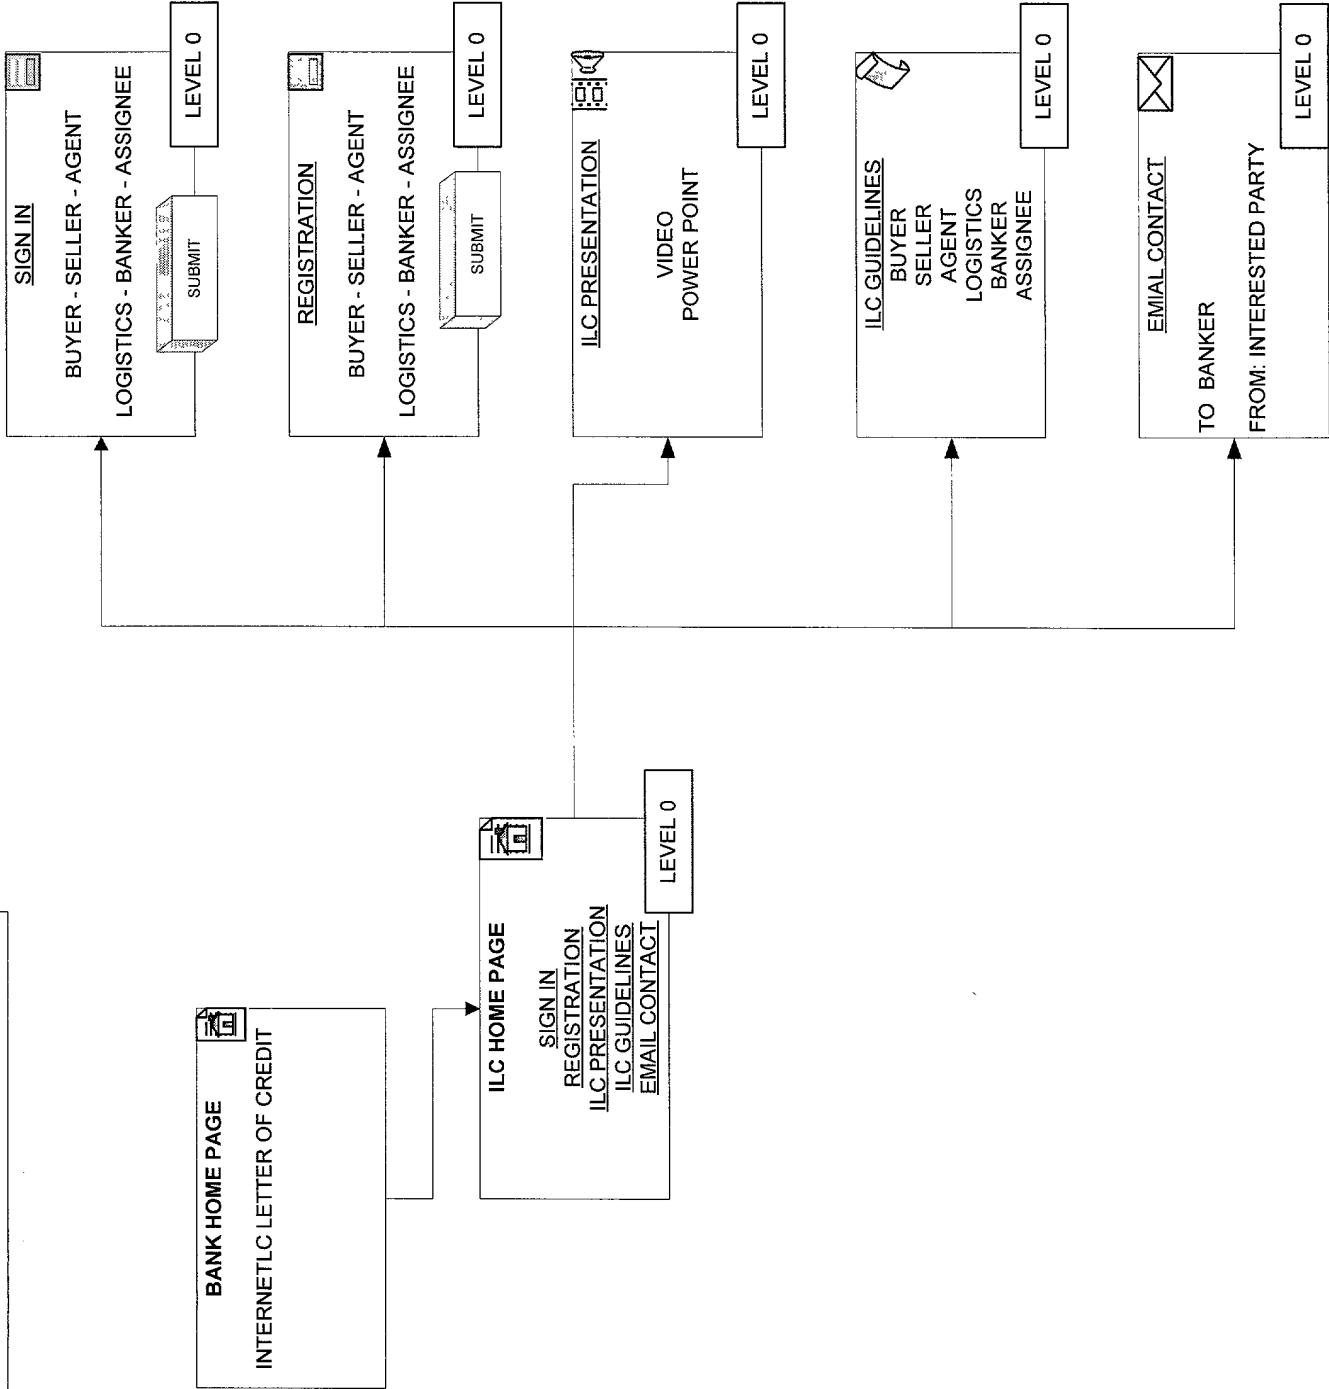 BANK HOME PAGE
INTERNETLC LETTER OF CREDIT
ILC HOME PAGE
SIGN IN
REGISTRATION
ILC PRESENTATION
ILC GUIDELINES
EMAIL CONTACT
LEVEL 0
SIGN IN
BUYER - SELLER - AGENT
LOGISTICS - BANKER - ASSIGNEE
SUBMIT
LEVEL 0
REGISTRATION
BUYER - SELLER - AGENT
LOGISTICS - BANKER - ASSIGNEE
SUBMIT
LEVEL 0
ILC PRESENTATION
VIDEO
POWER POINT
LEVEL 0
ILC GUIDELINES
BUYER
SELLER
AGENT
LOGISTICS
BANKER
ASSIGNEE
LEVEL 0
EMIAL CONTACT
TO BANKER
FROM: INTERESTED PARTY
LEVEL 0